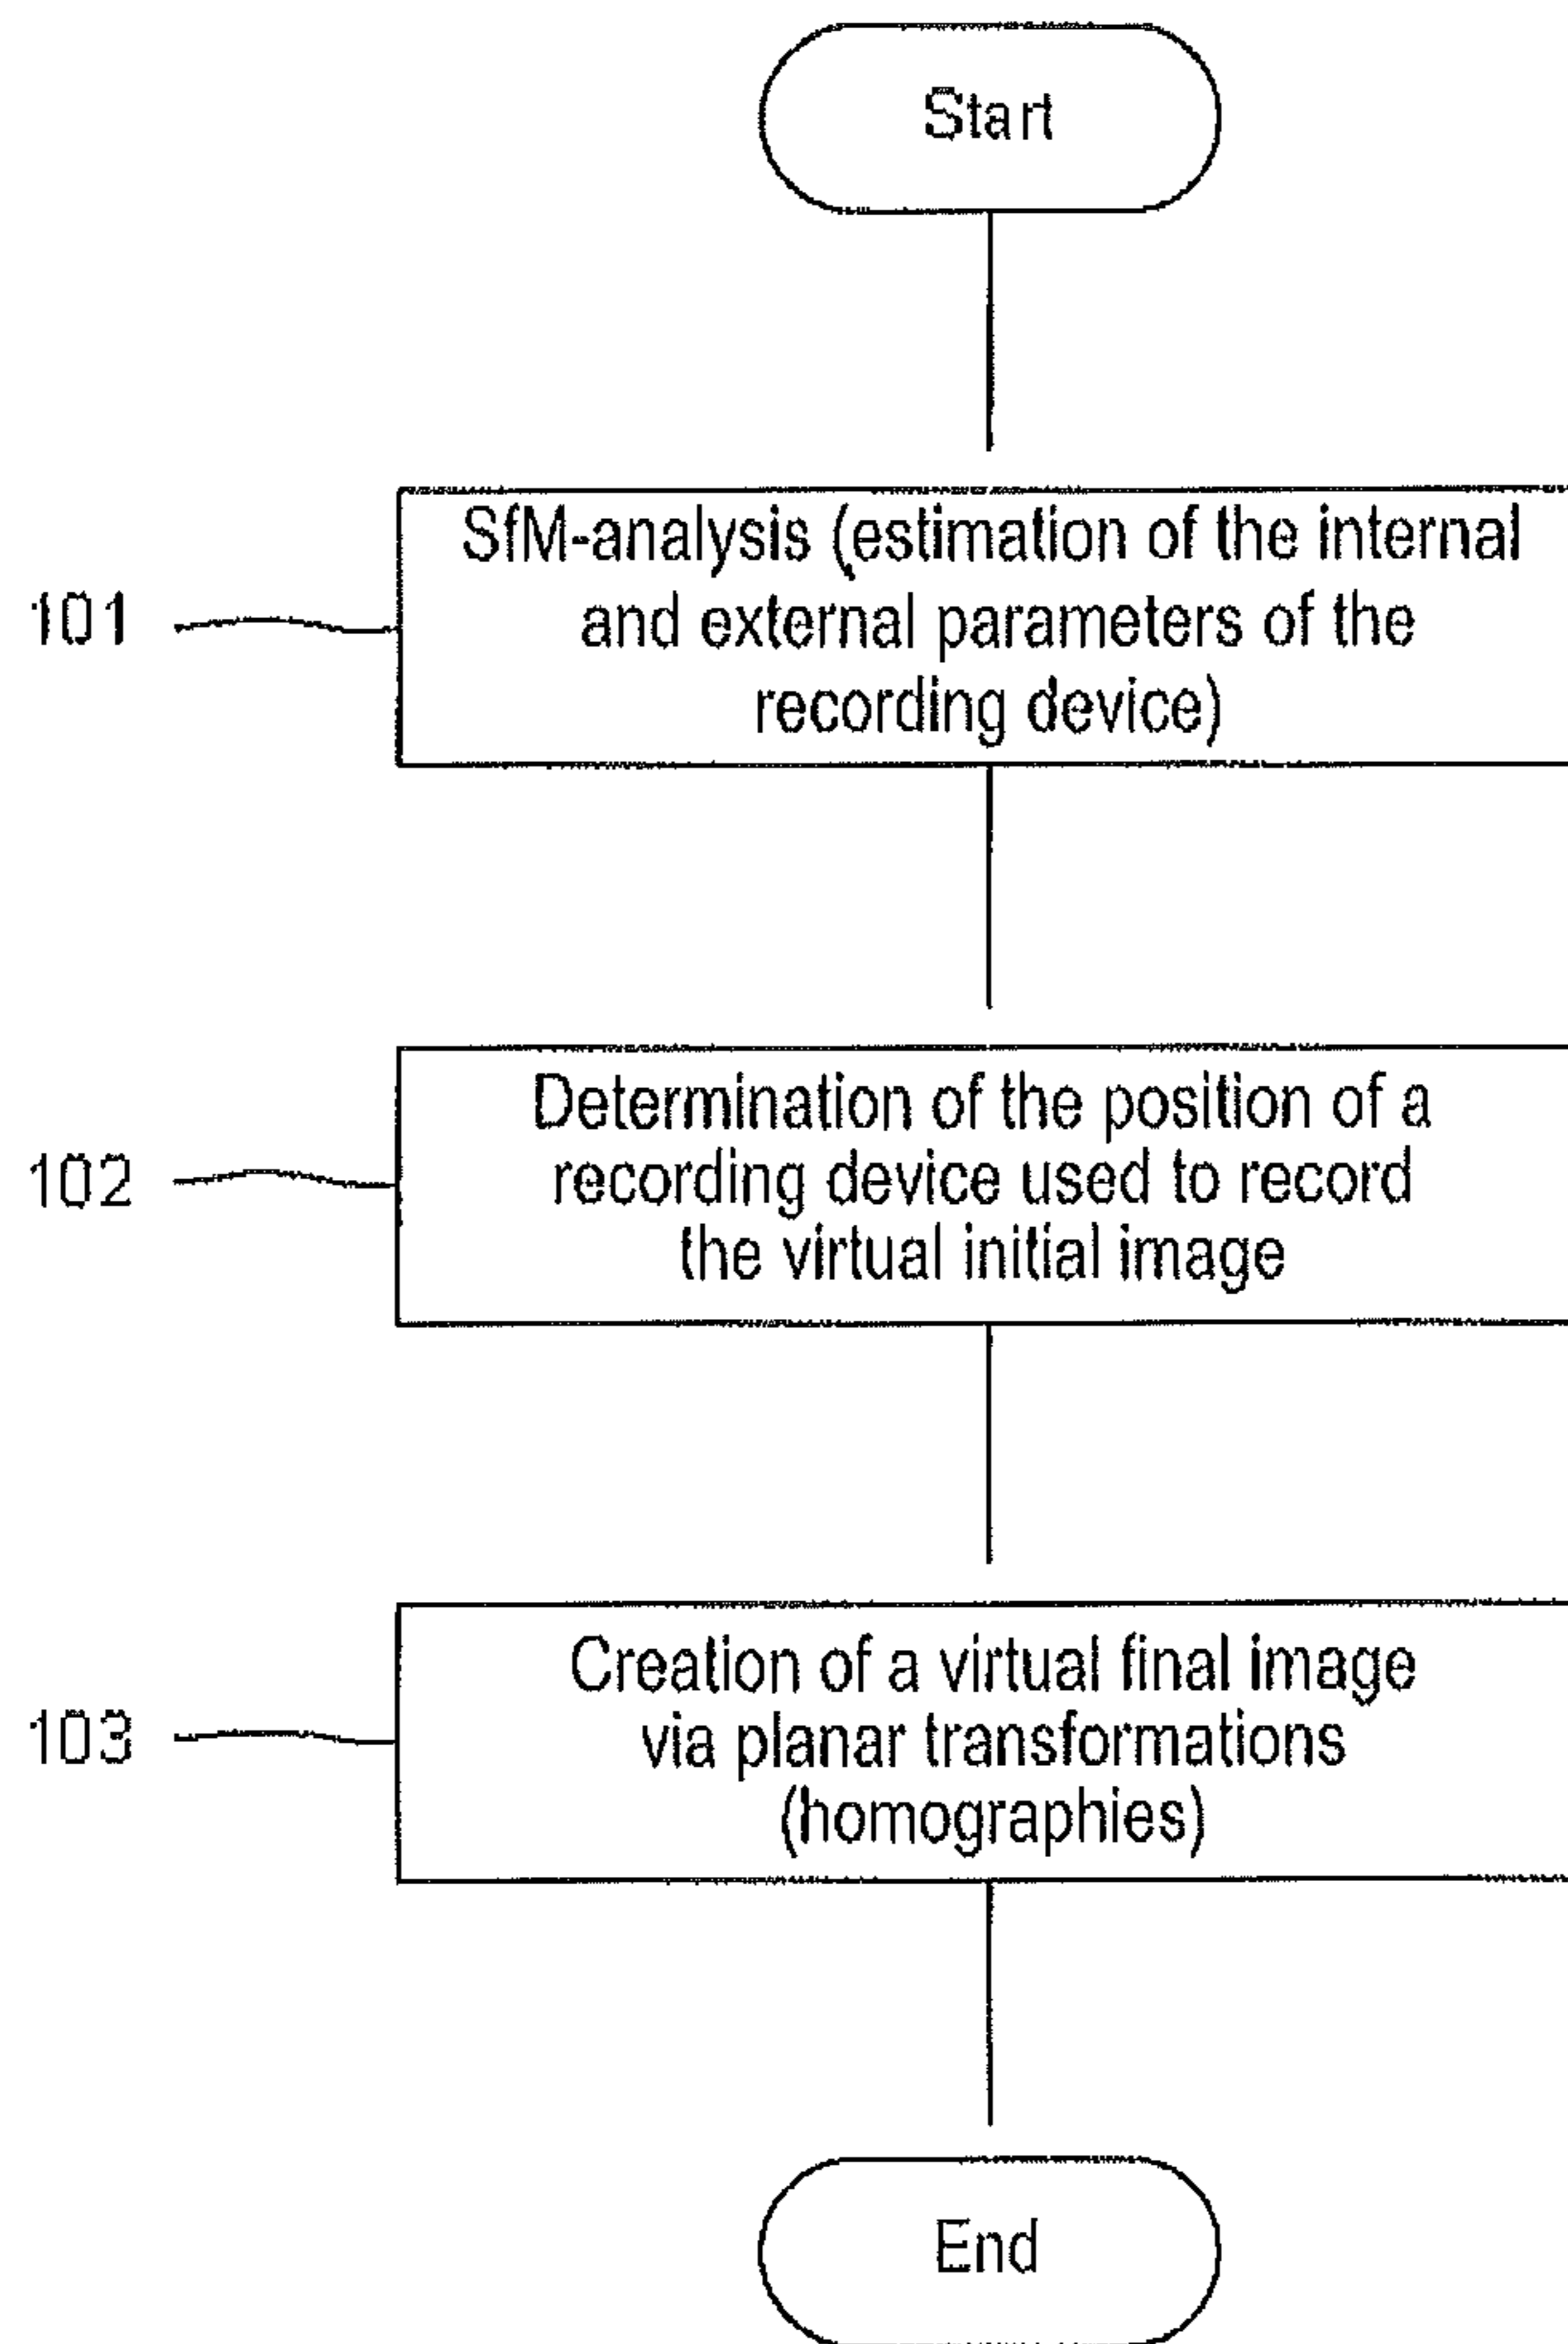 Start
101
SfM-analysis (estimation of the internal
and external parameters of the
recording device)
102
Determination of the position of a
recording device used to record
the virtual initial image
103
Creation of a virtual final image
via planar transformations
(homographies)
End